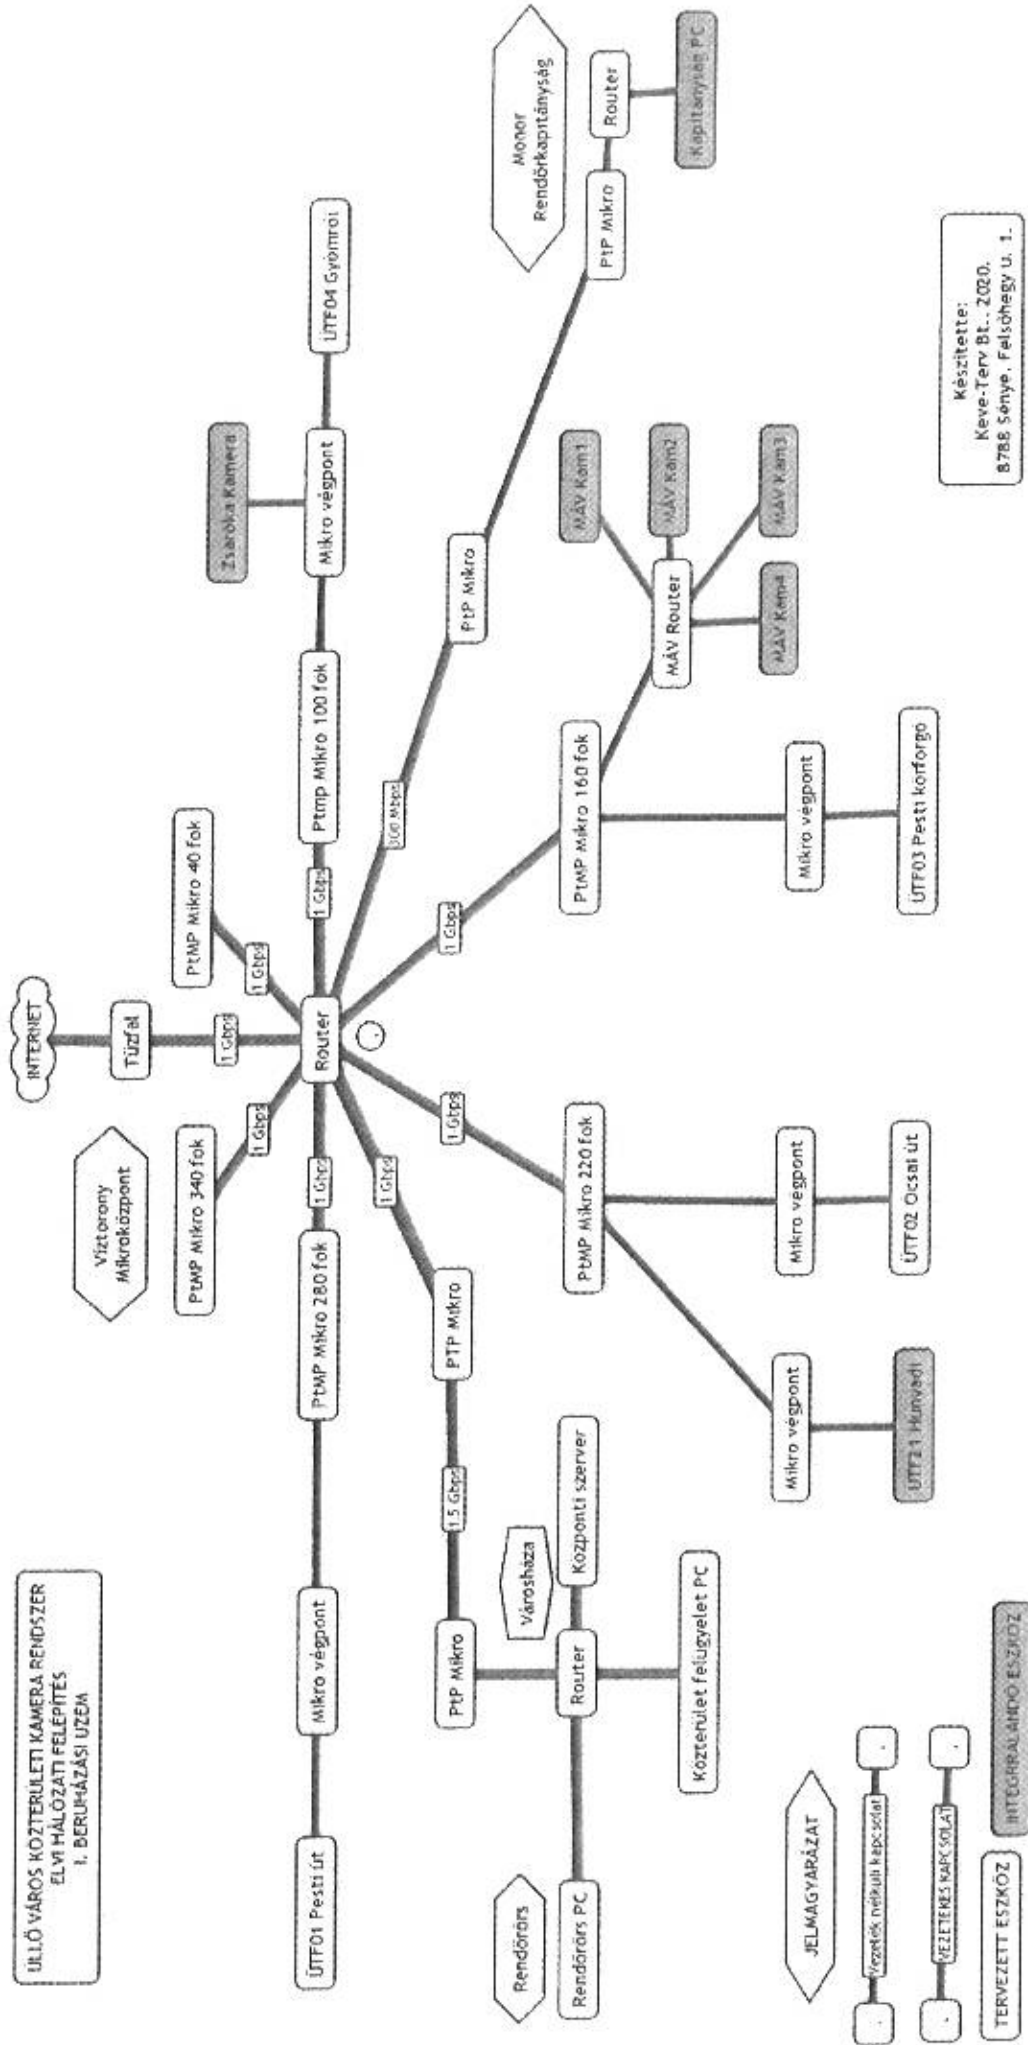 ÜLLŐ VÁROS KÖZTERÜLETI KAMERA RENDSZER
ELVI HÁLÓZATI FELÉPÍTÉS
I. BERUHÁZÁSI ÜZEM
Víztorony
Mikroközpont
INTERNET
Tűzfal
1 Gbps
PtMP Mikro 340 fok
1 Gbps
PtMP Mikro 40 fok
1 Gbps
Zsaróka Kamera
ÜTF01 Pesti út
Mikro végpont
PtMP Mikro 280 fok
1 Gbps
Router
1 Gbps
Ptmp Mikro 100 fok
Mikro végpont
ÜTF04 Gyömrői
1 Gbps
300 Mbps
PtP Mikro
1.5 Gbps
PTP Mikro
1 Gbps
1 Gbps
PtP Mikro
Monor
Rendőrkapitányság
Rendőrörs
Városháza
Rendőrörs PC
Router
Központi szerver
PtMP Mikro 220 fok
PtMP Mikro 160 fok
MÁV Kam1
PtP Mikro
Router
Közterület felügyelet PC
MÁV Router
MÁV Kam2
Kapitányság PC
Mikro végpont
Mikro végpont
Mikro végpont
MÁV Kam4
MÁV Kam3
JELMAGYARÁZAT
Vezeték nélküli kapcsolat
ÜTF21 Hunyadi
ÜTF02 Ócsai út
ÜTF03 Pesti körforgó
VEZETÉKES KAPCSOLAT
TERVEZETT ESZKÖZ
INTEGRÁLANDÓ ESZKÖZ
Készítette:
Keve-Terv Bt.. 2020.
8788 Sénye, Felsőhegy u. 1.